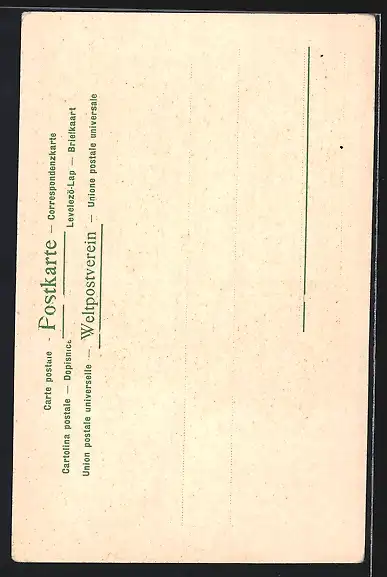 Carte postale - Postkarte — Correspondenzkarte
Cartolina postale — Dopisnice Levelező-Lap — Briefkaart
Union postale universelle — Weltpostverein — Unione postale universale